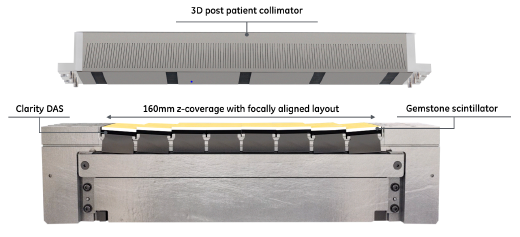 3D post patient collimator
Clarity DAS
160mm z-coverage with focally aligned layout
Gemstone scintillator